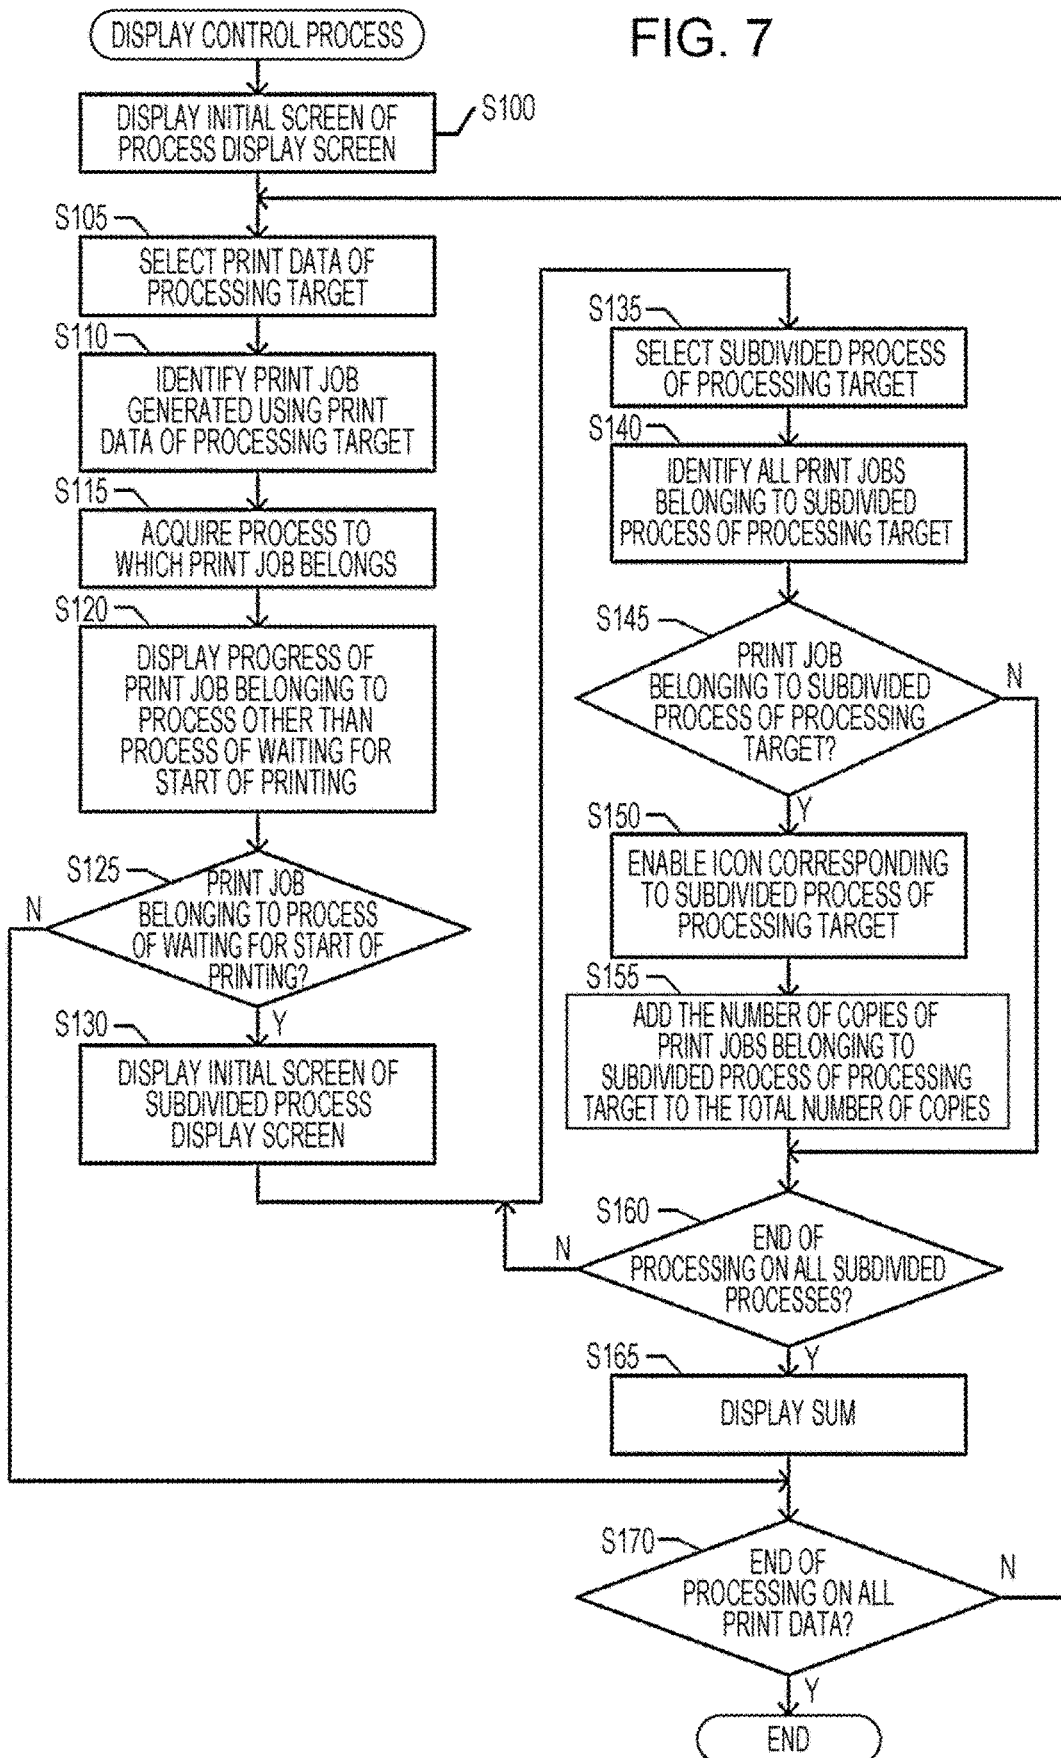 FIG. 7
DISPLAY CONTROL PROCESS
S100
DISPLAY INITIAL SCREEN OF
PROCESS DISPLAY SCREEN
S105
SELECT PRINT DATA OF
PROCESSING TARGET
S110
IDENTIFY PRINT JOB
GENERATED USING PRINT
DATA OF PROCESSING TARGET
S115
ACQUIRE PROCESS TO
WHICH PRINT JOB BELONGS
S120
DISPLAY PROGRESS OF
PRINT JOB BELONGING TO
PROCESS OTHER THAN
PROCESS OF WAITING FOR
START OF PRINTING
S125
PRINT JOB
BELONGING TO PROCESS
OF WAITING FOR START OF
PRINTING?
N
Y
S130
DISPLAY INITIAL SCREEN OF
SUBDIVIDED PROCESS
DISPLAY SCREEN
S135
SELECT SUBDIVIDED PROCESS
OF PROCESSING TARGET
S140
IDENTIFY ALL PRINT JOBS
BELONGING TO SUBDIVIDED
PROCESS OF PROCESSING TARGET
S145
PRINT JOB
BELONGING TO SUBDIVIDED
PROCESS OF PROCESSING
TARGET?
N
Y
S150
ENABLE ICON CORRESPONDING
TO SUBDIVIDED PROCESS OF
PROCESSING TARGET
S155
ADD THE NUMBER OF COPIES OF
PRINT JOBS BELONGING TO
SUBDIVIDED PROCESS OF PROCESSING
TARGET TO THE TOTAL NUMBER OF COPIES
S160
END OF
PROCESSING ON ALL SUBDIVIDED
PROCESSES?
N
Y
S165
DISPLAY SUM
S170
END OF
PROCESSING ON ALL
PRINT DATA?
N
Y
END